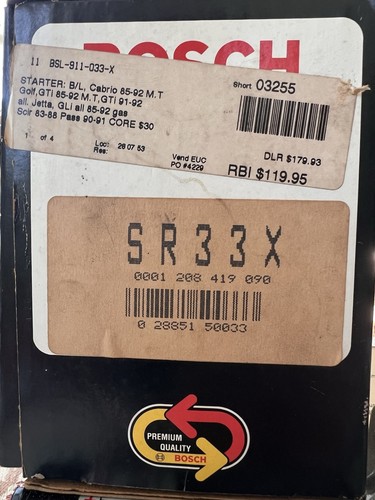 BOSCH
11 BSL-911-033-X
STARTER: B/L, Cabrio 85-92 M.T
Golf,GTI 85-92 M.T,GTI 91-92
all. Jetta, GLI all 85-92 gas
Scir 83-88 Pass 90-91 CORE $30
Short 03255
1 of 4
Loc: 26 07 53
Res:
Vend EUC
PO #4229
DLR $179.93
RBI $119.95
SR33X
0001 208 419 090
0 28851 50033
PREMIUM
QUALITY
BOSCH